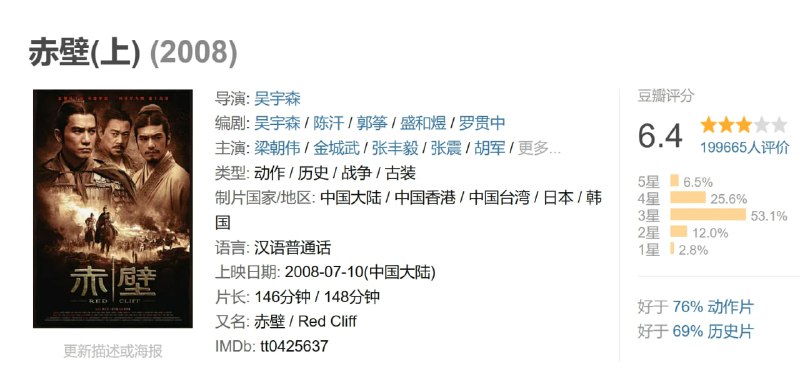 赤壁(上) (2008)
赤壁
RED CLIFF
更新描述或海报
导演: 吴宇森
编剧: 吴宇森 / 陈汗 / 郭筝 / 盛和煜 / 罗贯中
主演: 梁朝伟 / 金城武 / 张丰毅 / 张震 / 胡军 / 更多...
类型: 动作 / 历史 / 战争 / 古装
制片国家/地区: 中国大陆 / 中国香港 / 中国台湾 / 日本 / 韩
国
语言: 汉语普通话
上映日期: 2008-07-10(中国大陆)
片长: 146分钟 / 148分钟
又名: 赤壁 / Red Cliff
IMDb: tt0425637
豆瓣评分
6.4
199665人评价
5星 6.5%
4星 25.6%
3星 53.1%
2星 12.0%
1星 2.8%
好于 76% 动作片
好于 69% 历史片